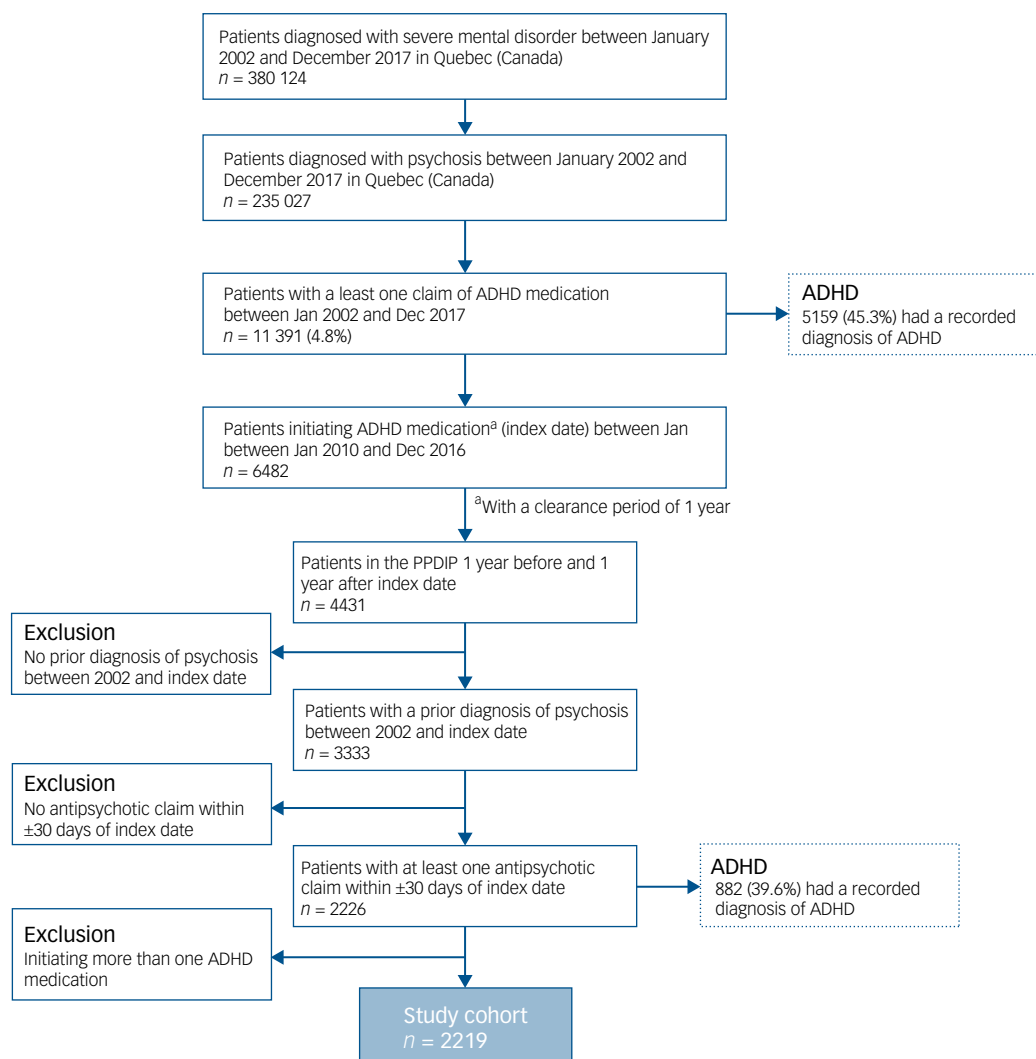 Patients diagnosed with severe mental disorder between January
2002 and December 2017 in Quebec (Canada)
n = 380 124
Patients diagnosed with psychosis between January 2002 and
December 2017 in Quebec (Canada)
n = 235 027
Patients with a least one claim of ADHD medication
between Jan 2002 and Dec 2017
n = 11 391 (4.8%)
ADHD
5159 (45.3%) had a recorded
diagnosis of ADHD
Patients initiating ADHD medicationᵃ (index date) between Jan
between Jan 2010 and Dec 2016
n = 6482
ᵃWith a clearance period of 1 year
Patients in the PPDIP 1 year before and 1
year after index date
n = 4431
Exclusion
No prior diagnosis of psychosis
between 2002 and index date
Patients with a prior diagnosis of psychosis
between 2002 and index date
n = 3333
Exclusion
No antipsychotic claim within
±30 days of index date
Patients with at least one antipsychotic
claim within ±30 days of index date
n = 2226
ADHD
882 (39.6%) had a recorded
diagnosis of ADHD
Exclusion
Initiating more than one ADHD
medication
Study cohort
n = 2219